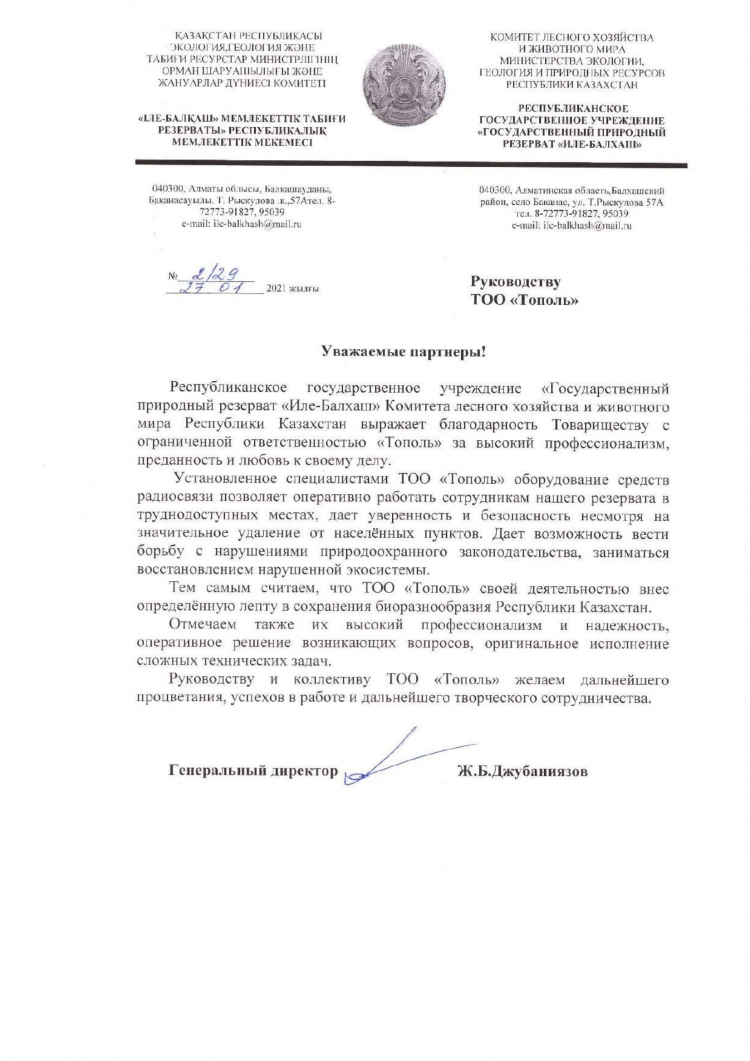 ҚАЗАҚСТАН РЕСПУБЛИКАСЫ
ЭКОЛОГИЯ,ГЕОЛОГИЯ ЖӘНЕ
ТАБИҒИ РЕСУРСТАР МИНИСТРЛІГІНІҢ
ОРМАН ШАРУАШЫЛЫҒЫ ЖӘНЕ
ЖАНУАРЛАР ДҮНИЕСІ КОМИТЕТІ
«ІЛЕ-БАЛҚАШ» МЕМЛЕКЕТТІК ТАБИҒИ
РЕЗЕРВАТЫ» РЕСПУБЛИКАЛЫҚ
МЕМЛЕКЕТТІК МЕКЕМЕСІ
КОМИТЕТ ЛЕСНОГО ХОЗЯЙСТВА
И ЖИВОТНОГО МИРА
МИНИСТЕРСТВА ЭКОЛОГИИ,
ГЕОЛОГИЯ И ПРИРОДНЫХ РЕСУРСОВ
РЕСПУБЛИКИ КАЗАХСТАН
РЕСПУБЛИКАНСКОЕ
ГОСУДАРСТВЕННОЕ УЧРЕЖДЕНИЕ
«ГОСУДАРСТВЕННЫЙ ПРИРОДНЫЙ
РЕЗЕРВАТ «ИЛЕ-БАЛХАШ»
040300, Алматы облысы, Балқашауданы,
Бақанасауылы, Т. Рыскулова .к.,57Ател. 8-
72773-91827, 95039
e-mail: ile-balkhash@mail.ru
040300, Алматинская область,Балхашский
район, село Баканас, ул. Т.Рыскулова 57А
тел. 8-72773-91827, 95039
e-mail: ile-balkhash@mail.ru
№ 2/29
27 01 2021 жылғы
Руководству
ТОО «Тополь»
Уважаемые партнеры!
Республиканское государственное учреждение «Государственный
природный резерват «Иле-Балхаш» Комитета лесного хозяйства и животного
мира Республики Казахстан выражает благодарность Товариществу с
ограниченной ответственностью «Тополь» за высокий профессионализм,
преданность и любовь к своему делу.
Установленное специалистами ТОО «Тополь» оборудование средств
радиосвязи позволяет оперативно работать сотрудникам нашего резервата в
труднодоступных местах, дает уверенность и безопасность несмотря на
значительное удаление от населённых пунктов. Дает возможность вести
борьбу с нарушениями природоохранного законодательства, заниматься
восстановлением нарушенной экосистемы.
Тем самым считаем, что ТОО «Тополь» своей деятельностью внес
определённую лепту в сохранения биоразнообразия Республики Казахстан.
Отмечаем также их высокий профессионализм и надежность,
оперативное решение возникающих вопросов, оригинальное исполнение
сложных технических задач.
Руководству и коллективу ТОО «Тополь» желаем дальнейшего
процветания, успехов в работе и дальнейшего творческого сотрудничества.
Генеральный директор Ж.Б.Джубаниязов